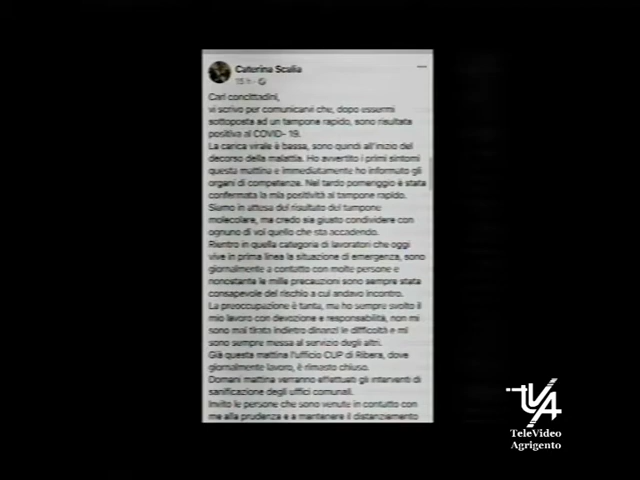 Caterina Scalia
15 h
Cari concittadini,
vi scrivo per comunicarvi che, dopo essermi
sottoposta ad un tampone rapido, sono risultata
positiva al COVID- 19.
La carica virale è bassa, sono quindi all'inizio del
decorso della malattia. Ho avvertito i primi sintomi
questa mattina e immediatamente ho informato gli
organi di competenza. Nel tardo pomeriggio è stata
confermata la mia positività al tampone rapido.
Siamo in attesa del risultato del tampone
molecolare, ma credo sia giusto condividere con
ognuno di voi quello che sta accadendo.
Rientro in quella categoria di lavoratori che oggi
vive in prima linea la situazione di emergenza, sono
giornalmente a contatto con molte persone e
nonostante le mille precauzioni sono sempre stata
consapevole del rischio a cui andavo incontro.
La preoccupazione è tanta, ma ho sempre svolto il
mio lavoro con devozione e responsabilità, non mi
sono mai tirata indietro dinanzi le difficoltà e mi
sono sempre messa al servizio degli altri.
Già questa mattina l'ufficio CUP di Ribera, dove
giornalmente lavoro, è rimasto chiuso.
Domani mattina verranno effettuati gli interventi di
sanificazione degli uffici comunali.
Invito le persone che sono venute in contatto con
me alla prudenza e a mantenere il distanziamento
TVA
TeleVideo
Agrigento